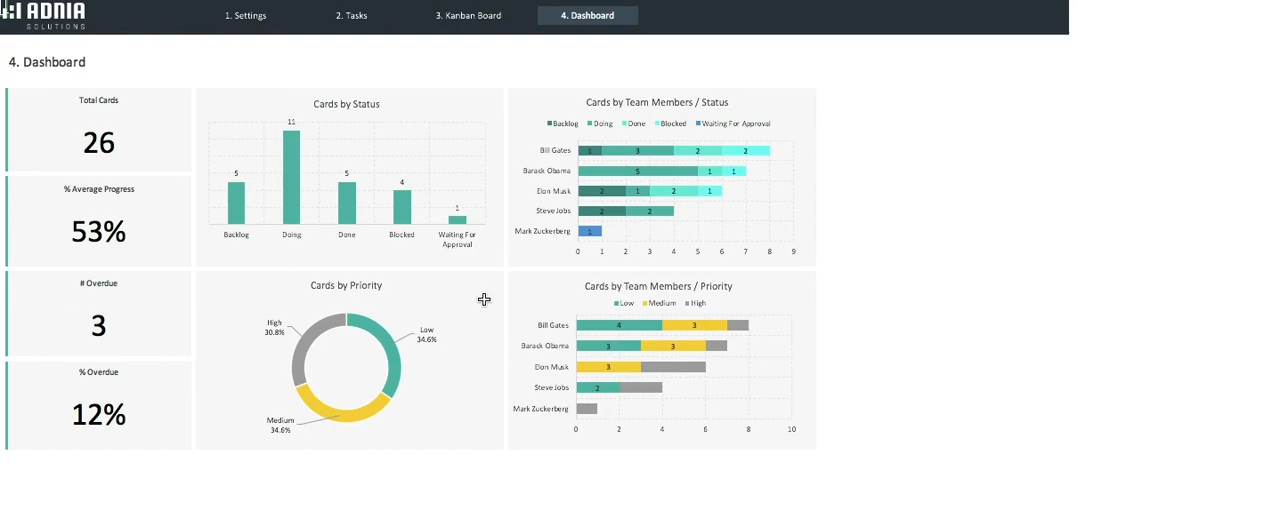 ADNIA
SOLUTIONS
1. Settings
2. Tasks
3. Kanban Board
4. Dashboard
4. Dashboard
Total Cards
26
% Average Progress
53%
# Overdue
3
% Overdue
12%
Cards by Status
11
5
5
4
1
Backlog
Doing
Done
Blocked
Waiting For
Approval
Cards by Team Members / Status
Backlog Doing Done Blocked Waiting For Approval
Bill Gates 1 3 2 2
Barack Obama 5 1 1
Elon Musk 2 1 2 1
Steve Jobs 2 2
Mark Zuckerberg 1
0 1 2 3 4 5 6 7 8 9
Cards by Priority
High
30.8%
Low
34.6%
Medium
34.6%
Cards by Team Members / Priority
Low Medium High
Bill Gates 4 3
Barack Obama 3 3
Elon Musk 3
Steve Jobs 2
Mark Zuckerberg
0 2 4 6 8 10